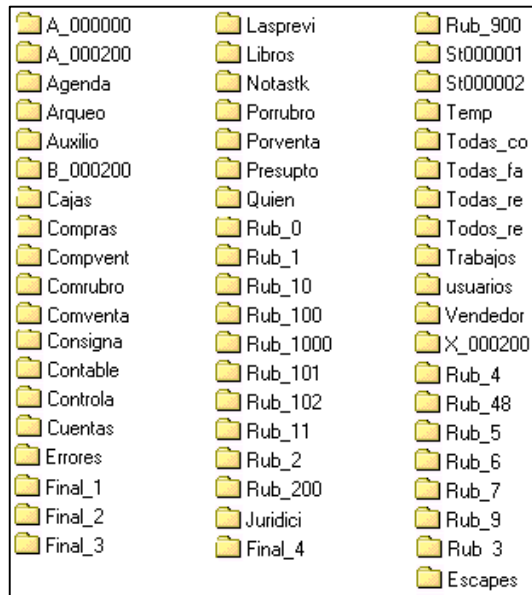 A_000000
A_000200
Agenda
Arqueo
Auxilio
B_000200
Cajas
Compras
Compvent
Comrubro
Comventa
Consigna
Contable
Controla
Cuentas
Errores
Final_1
Final_2
Final_3
Lasprevi
Libros
Notastk
Porrubro
Porventa
Presupto
Quien
Rub_0
Rub_1
Rub_10
Rub_100
Rub_1000
Rub_101
Rub_102
Rub_11
Rub_2
Rub_200
Juridici
Final_4
Rub_900
St000001
St000002
Temp
Todas_co
Todas_fa
Todas_re
Todos_re
Trabajos
usuarios
Vendedor
X_000200
Rub_4
Rub_48
Rub_5
Rub_6
Rub_7
Rub_9
Rub_3
Escapes